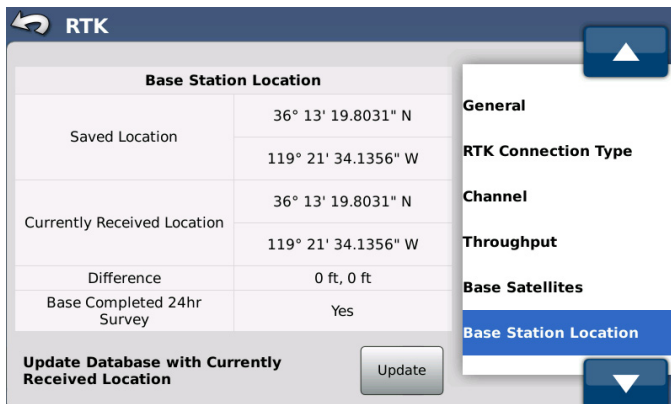 RTK
Base Station Location
Saved Location
36° 13' 19.8031" N
119° 21' 34.1356" W
Currently Received Location
36° 13' 19.8031" N
119° 21' 34.1356" W
Difference
0 ft, 0 ft
Base Completed 24hr
Survey
Yes
Update Database with Currently
Received Location
Update
General
RTK Connection Type
Channel
Throughput
Base Satellites
Base Station Location